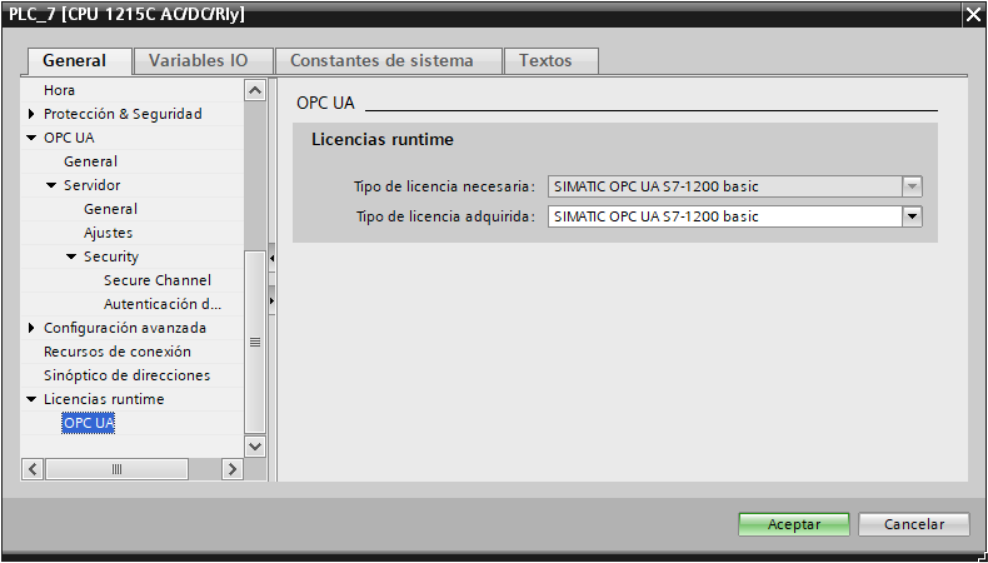 PLC_7 [CPU 1215C AC/DC/Rly]
General
Variables IO
Constantes de sistema
Textos
Hora
Protección & Seguridad
OPC UA
General
Servidor
General
Ajustes
Security
Secure Channel
Autenticación d...
Configuración avanzada
Recursos de conexión
Sinóptico de direcciones
Licencias runtime
OPC UA
OPC UA
Licencias runtime
Tipo de licencia necesaria: SIMATIC OPC UA S7-1200 basic
Tipo de licencia adquirida: SIMATIC OPC UA S7-1200 basic
Aceptar
Cancelar